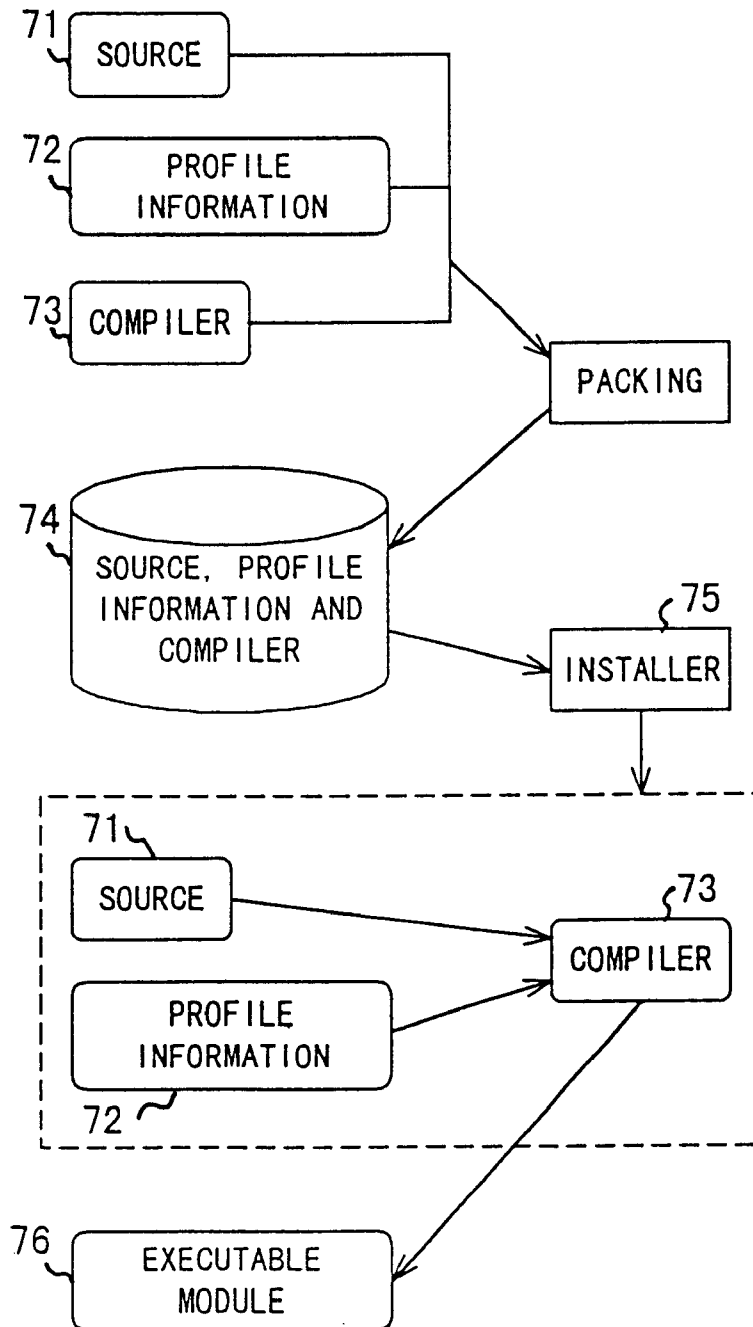 71
SOURCE
72
PROFILE
INFORMATION
73
COMPILER
PACKING
74
SOURCE, PROFILE
INFORMATION AND
COMPILER
75
INSTALLER
71
SOURCE
73
COMPILER
PROFILE
INFORMATION
72
76
EXECUTABLE
MODULE